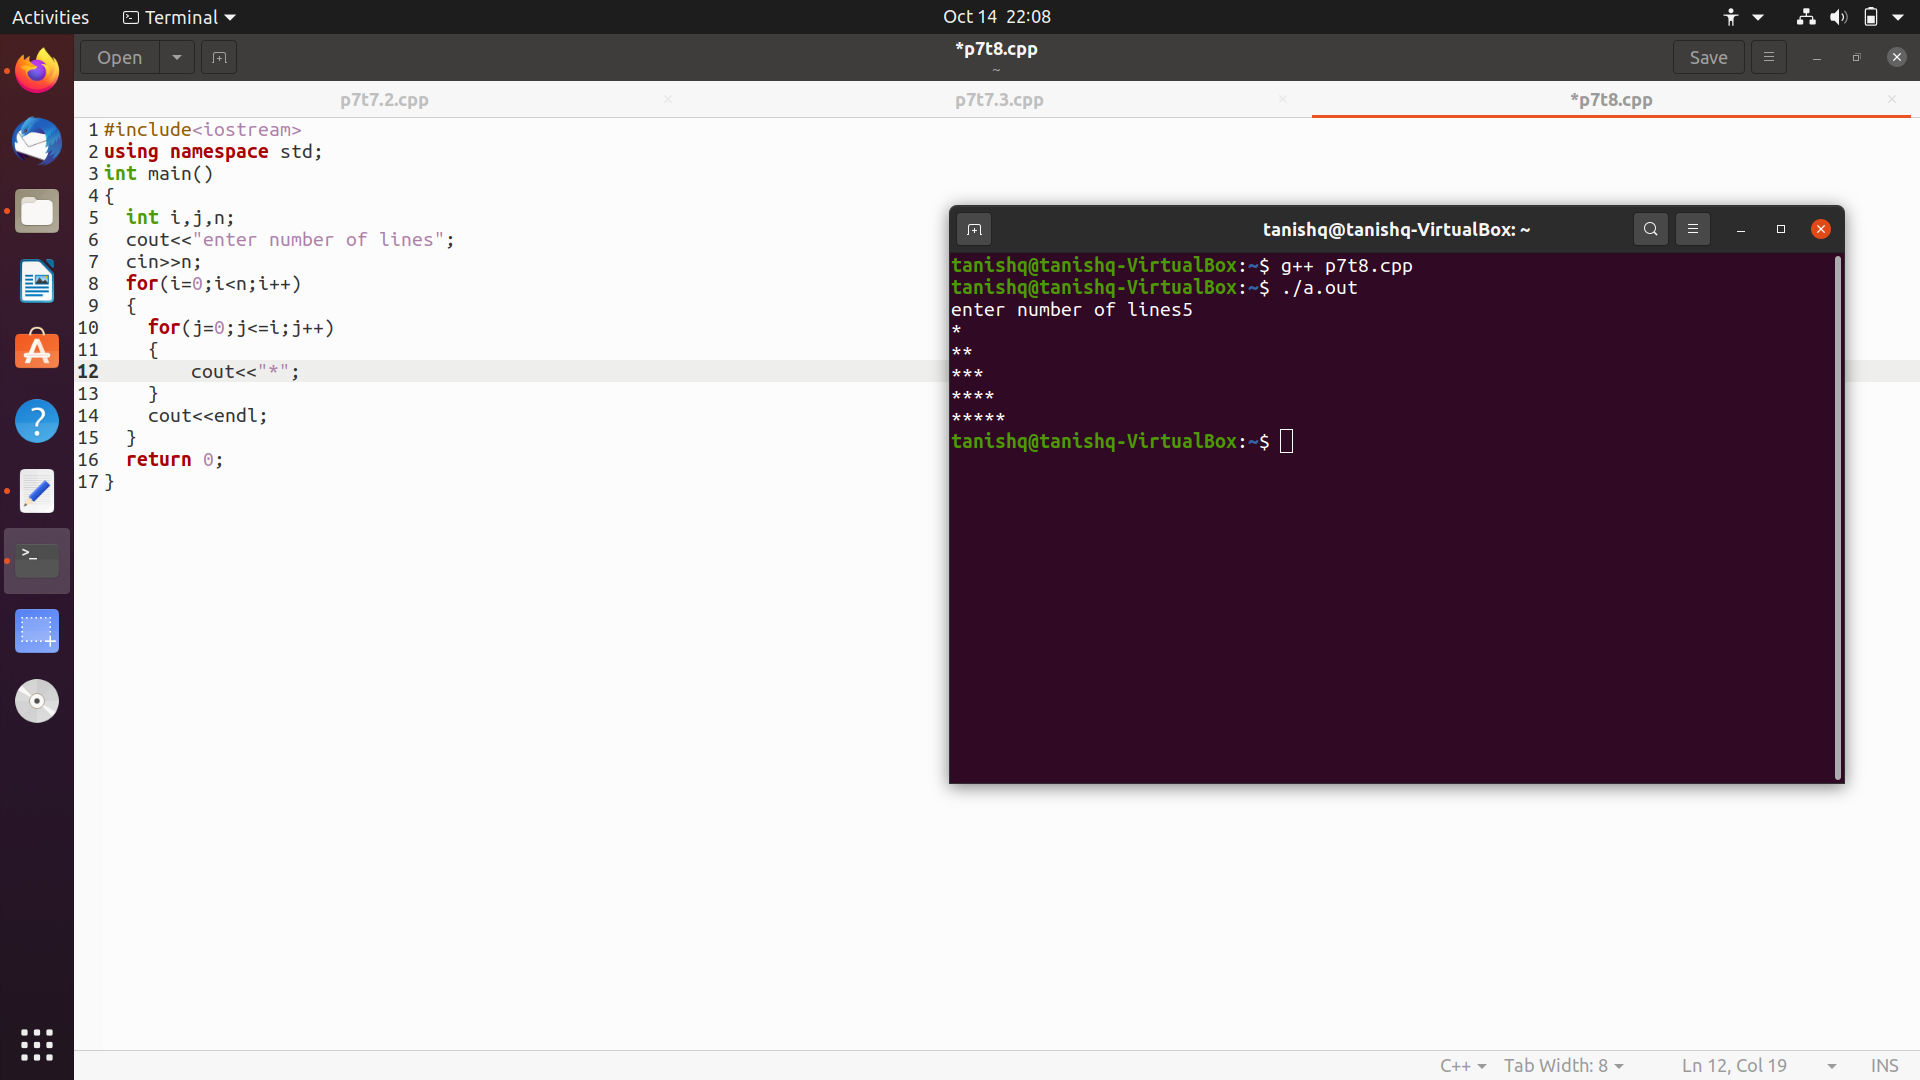 Activities Terminal Oct 14 22:08
Open *p7t8.cpp Save
~
p7t7.2.cpp p7t7.3.cpp *p7t8.cpp
1 #include<iostream>
2 using namespace std;
3 int main()
4 {
5   int i,j,n;
6   cout<<"enter number of lines";
7   cin>>n;
8   for(i=0;i<n;i++)
9   {
10     for(j=0;j<=i;j++)
11     {
12         cout<<"*";
13     }
14     cout<<endl;
15   }
16   return 0;
17 }
tanishq@tanishq-VirtualBox: ~
tanishq@tanishq-VirtualBox:~$ g++ p7t8.cpp
tanishq@tanishq-VirtualBox:~$ ./a.out
enter number of lines5
*
**
***
****
*****
tanishq@tanishq-VirtualBox:~$
C++ Tab Width: 8 Ln 12, Col 19 INS